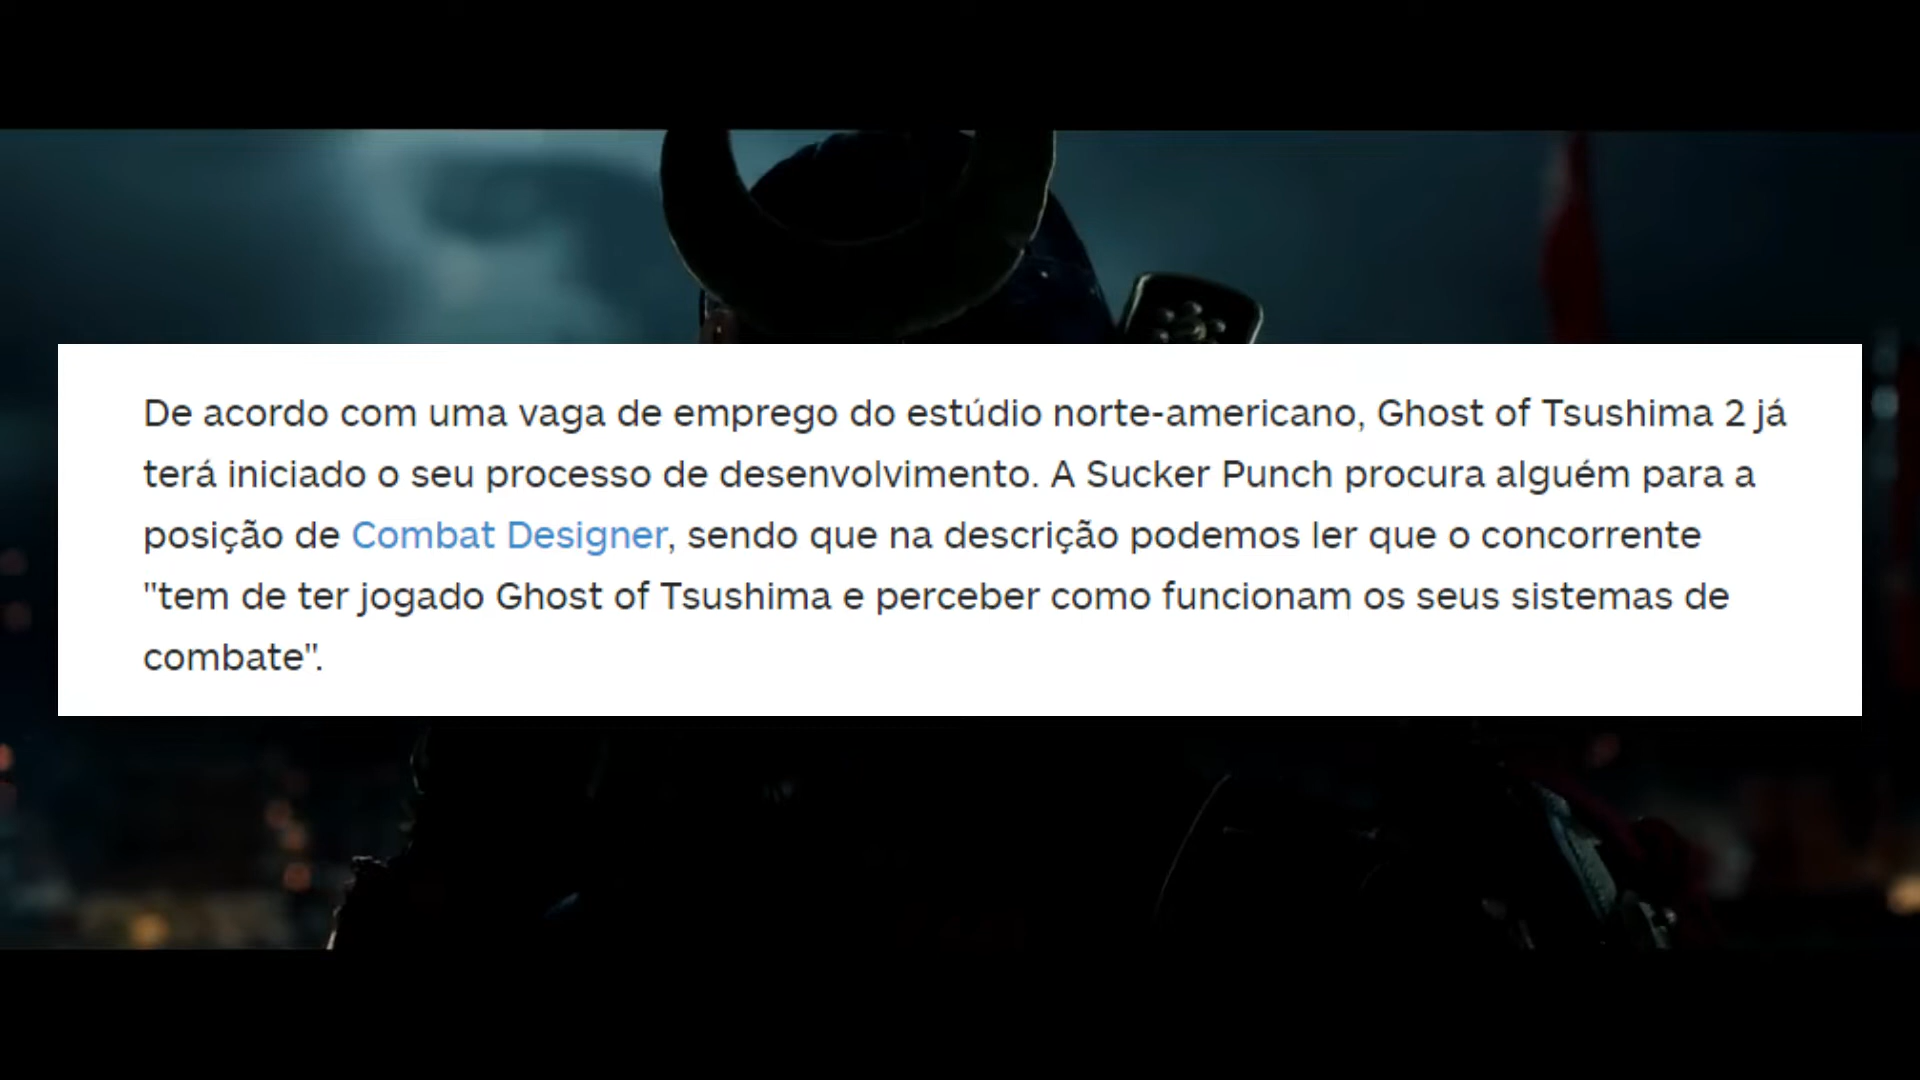 De acordo com uma vaga de emprego do estúdio norte-americano, Ghost of Tsushima 2 já
terá iniciado o seu processo de desenvolvimento. A Sucker Punch procura alguém para a
posição de Combat Designer, sendo que na descrição podemos ler que o concorrente
"tem de ter jogado Ghost of Tsushima e perceber como funcionam os seus sistemas de
combate".